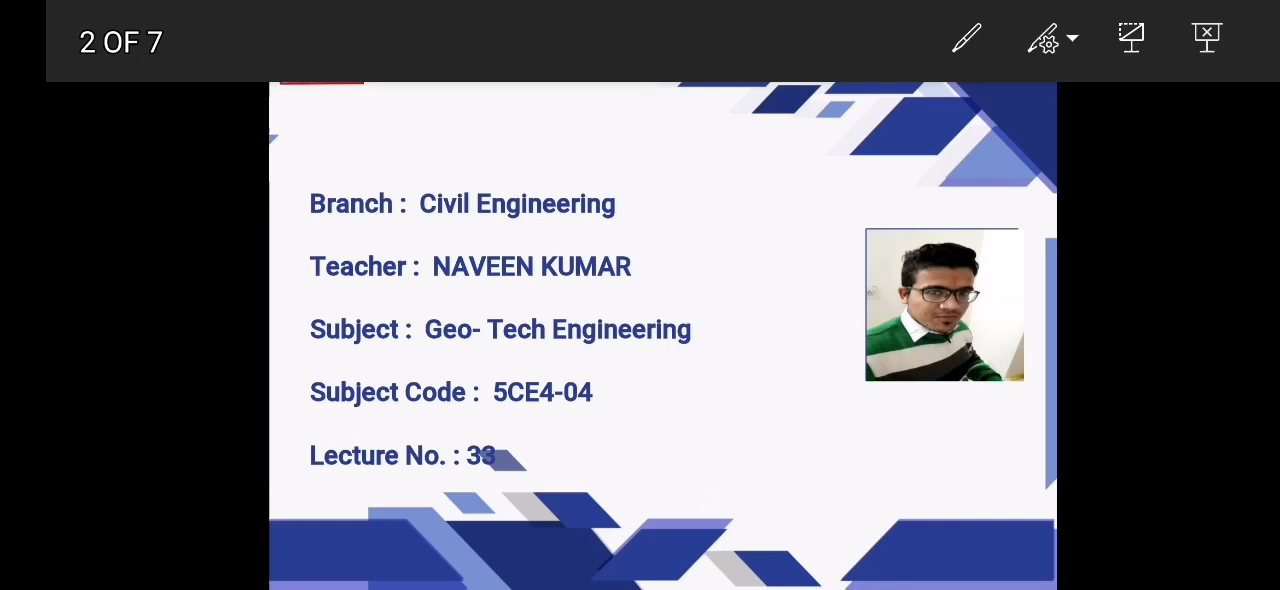 2 OF 7
Branch : Civil Engineering
Teacher : NAVEEN KUMAR
Subject : Geo- Tech Engineering
Subject Code : 5CE4-04
Lecture No. : 33